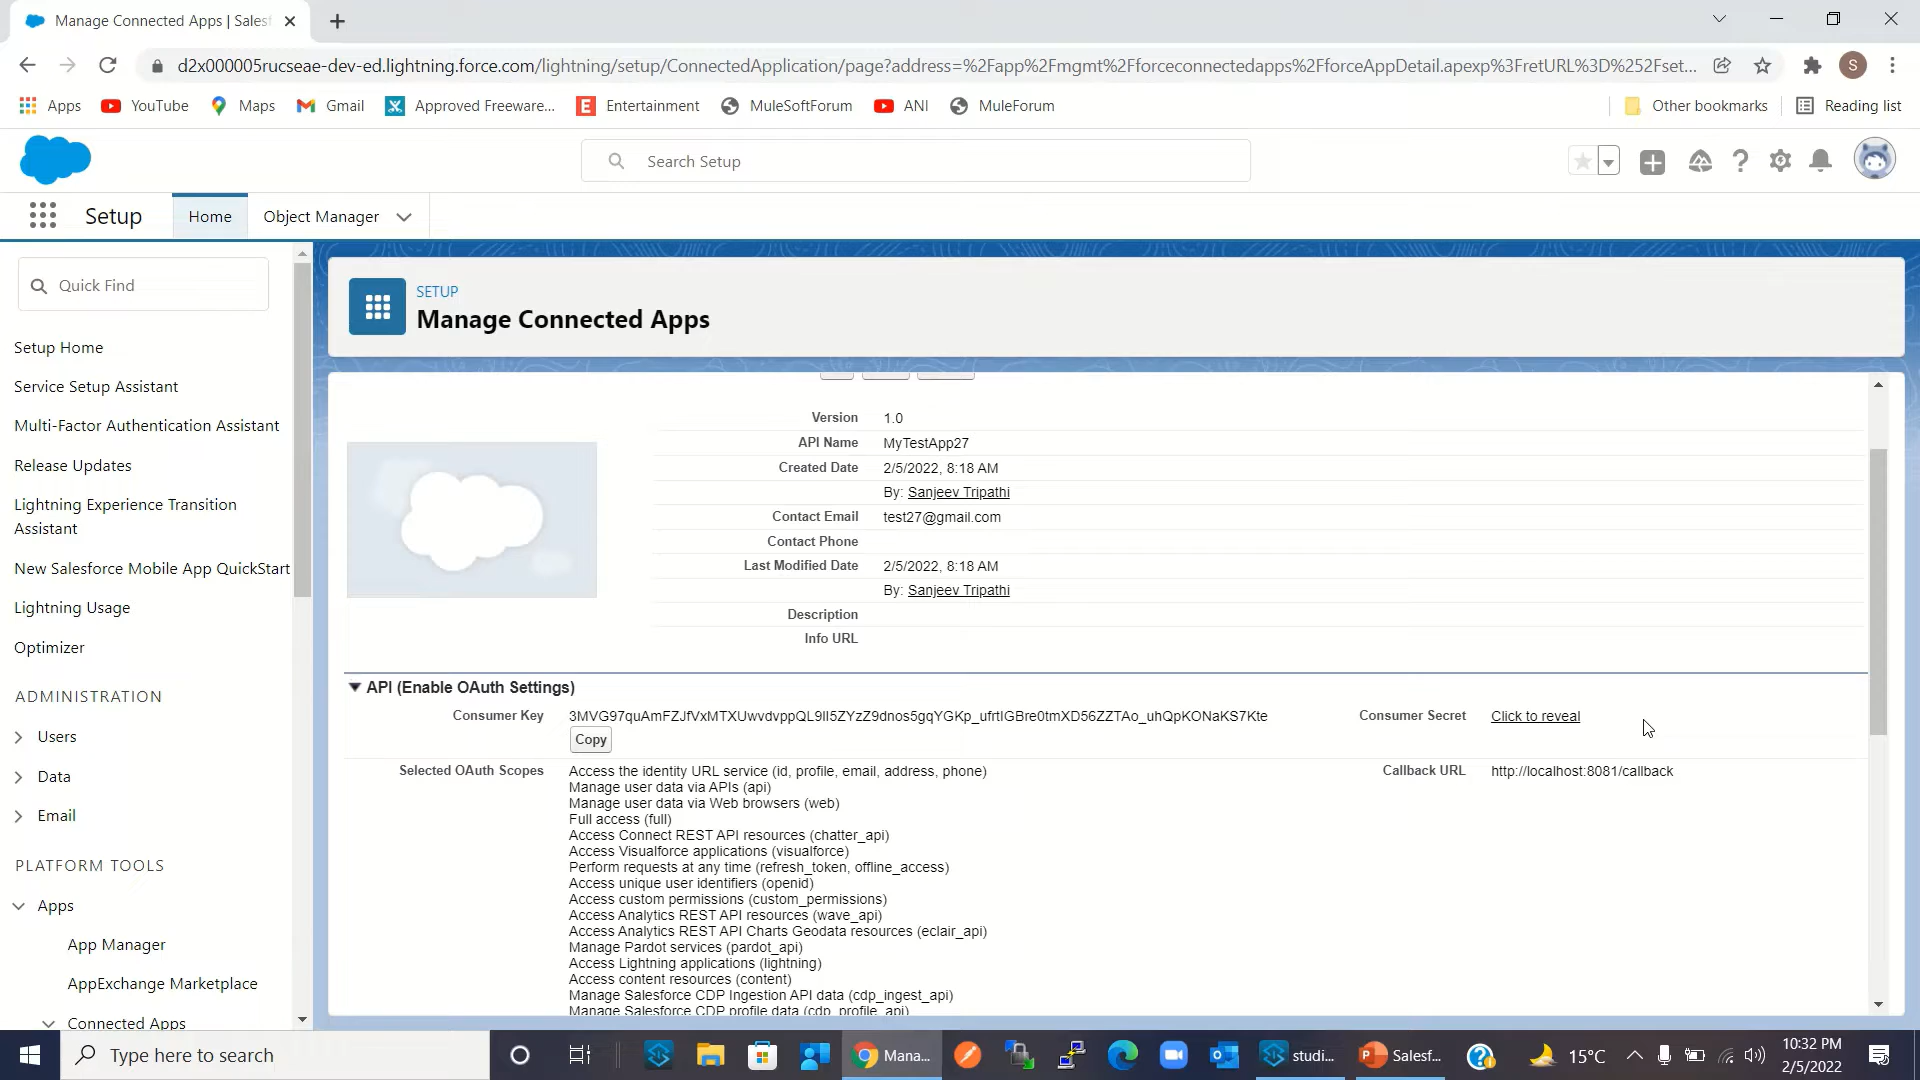 Manage Connected Apps | Sales
d2x000005rucseae-dev-ed.lightning.force.com/lightning/setup/ConnectedApplication/page?address=%2Fapp%2Fmgmt%2Fforceconnectedapps%2FforceAppDetail.apexp%3FretURL%3D%252Fset...
S
Apps YouTube Maps Gmail Approved Freeware... Entertainment MuleSoftForum ANI MuleForum Other bookmarks Reading list
Search Setup
Setup Home Object Manager
Quick Find
Setup Home
Service Setup Assistant
Multi-Factor Authentication Assistant
Release Updates
Lightning Experience Transition
Assistant
New Salesforce Mobile App QuickStart
Lightning Usage
Optimizer
ADMINISTRATION
Users
Data
Email
PLATFORM TOOLS
Apps
App Manager
AppExchange Marketplace
Connected Apps
SETUP
Manage Connected Apps
Version 1.0
API Name MyTestApp27
Created Date 2/5/2022, 8:18 AM
By: Sanjeev Tripathi
Contact Email test27@gmail.com
Contact Phone
Last Modified Date 2/5/2022, 8:18 AM
By: Sanjeev Tripathi
Description
Info URL
API (Enable OAuth Settings)
Consumer Key 3MVG97quAmFZJfVxMTXUwvdvppQL9lI5ZYzZ9dnos5gqYGKp_ufrtIGBre0tmXD56ZZTAo_uhQpKONaKS7Kte Consumer Secret Click to reveal
Copy
Selected OAuth Scopes Access the identity URL service (id, profile, email, address, phone) Callback URL http://localhost:8081/callback
Manage user data via APIs (api)
Manage user data via Web browsers (web)
Full access (full)
Access Connect REST API resources (chatter_api)
Access Visualforce applications (visualforce)
Perform requests at any time (refresh_token, offline_access)
Access unique user identifiers (openid)
Access custom permissions (custom_permissions)
Access Analytics REST API resources (wave_api)
Access Analytics REST API Charts Geodata resources (eclair_api)
Manage Pardot services (pardot_api)
Access Lightning applications (lightning)
Access content resources (content)
Manage Salesforce CDP Ingestion API data (cdp_ingest_api)
Manage Salesforce CDP profile data (cdp_profile_api)
Type here to search Mana... studi... Salesf... 15°C 10:32 PM
2/5/2022